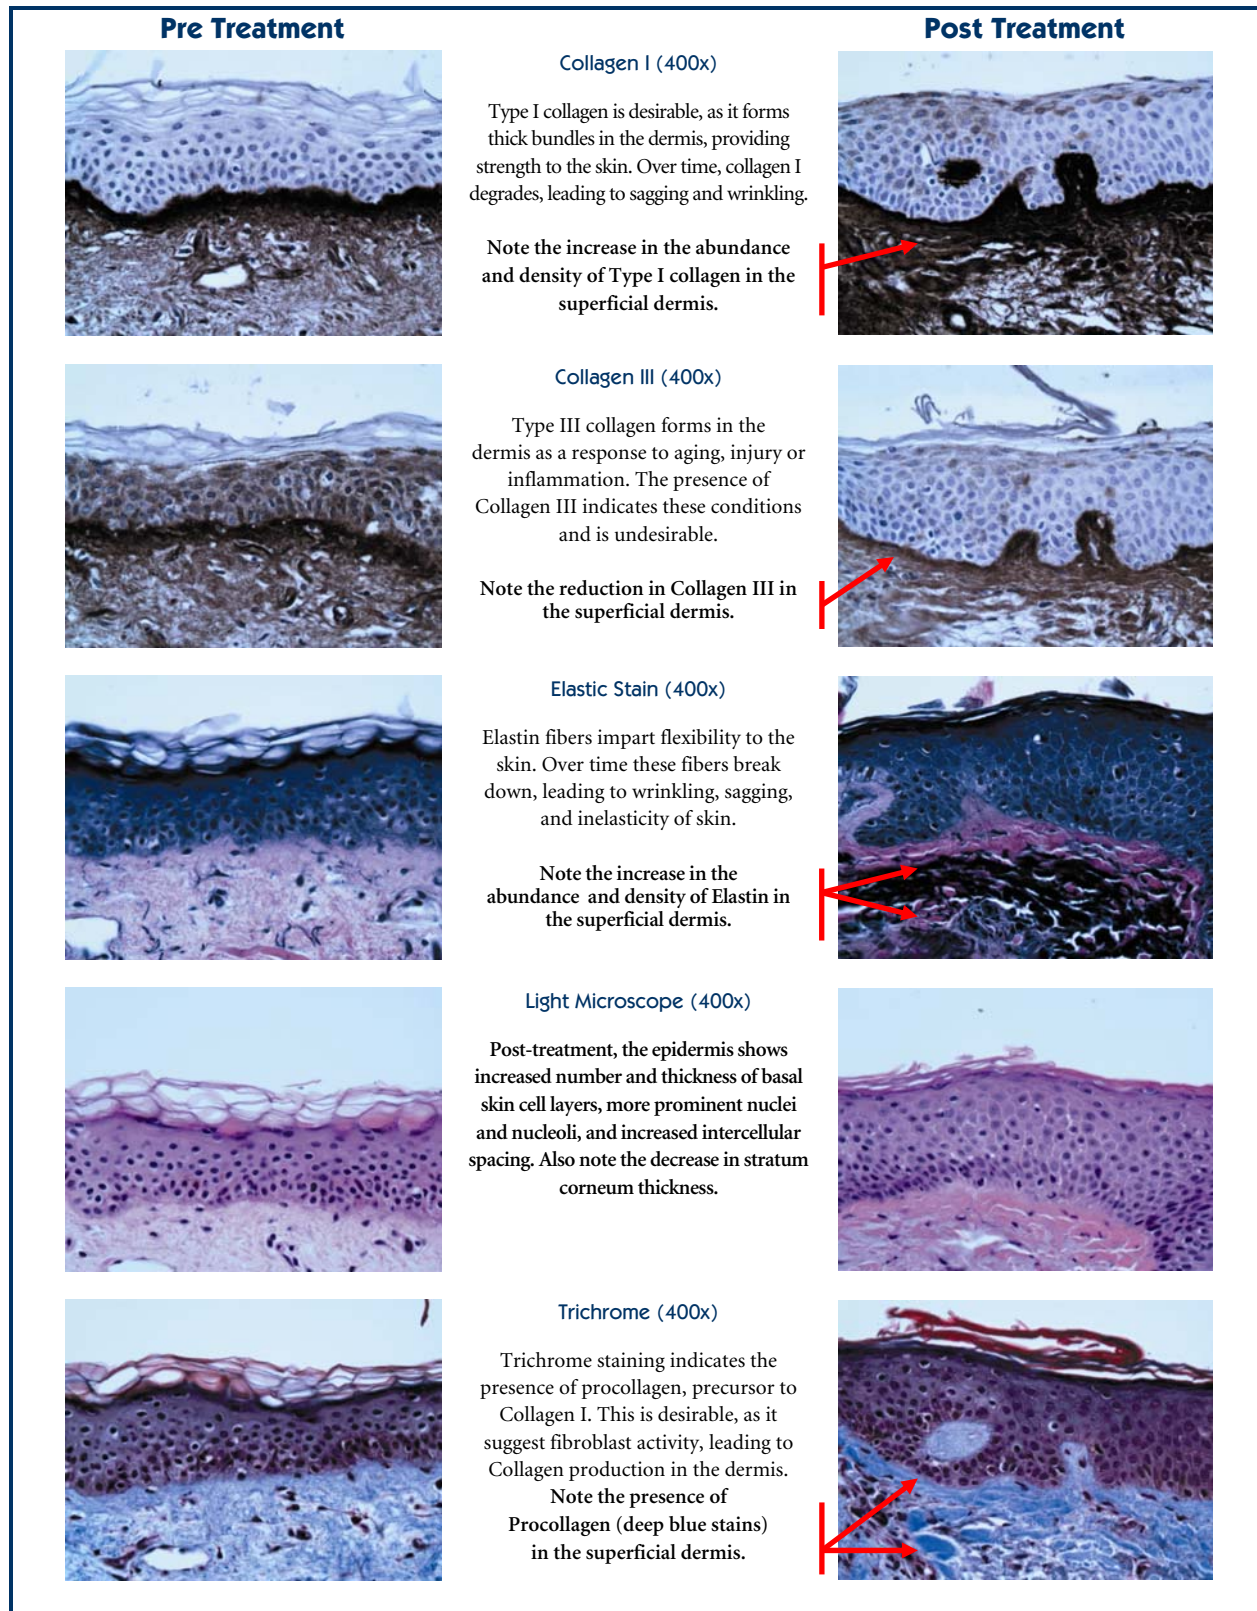 Pre Treatment
Post Treatment
Collagen I (400x)
Type I collagen is desirable, as it forms
thick bundles in the dermis, providing
strength to the skin. Over time, collagen I
degrades, leading to sagging and wrinkling.
Note the increase in the abundance
and density of Type I collagen in the
superficial dermis.
Collagen III (400x)
Type III collagen forms in the
dermis as a response to aging, injury or
inflammation. The presence of
Collagen III indicates these conditions
and is undesirable.
Note the reduction in Collagen III in
the superficial dermis.
Elastic Stain (400x)
Elastin fibers impart flexibility to the
skin. Over time these fibers break
down, leading to wrinkling, sagging,
and inelasticity of skin.
Note the increase in the
abundance and density of Elastin in
the superficial dermis.
Light Microscope (400x)
Post-treatment, the epidermis shows
increased number and thickness of basal
skin cell layers, more prominent nuclei
and nucleoli, and increased intercellular
spacing. Also note the decrease in stratum
corneum thickness.
Trichrome (400x)
Trichrome staining indicates the
presence of procollagen, precursor to
Collagen I. This is desirable, as it
suggest fibroblast activity, leading to
Collagen production in the dermis.
Note the presence of
Procollagen (deep blue stains)
in the superficial dermis.